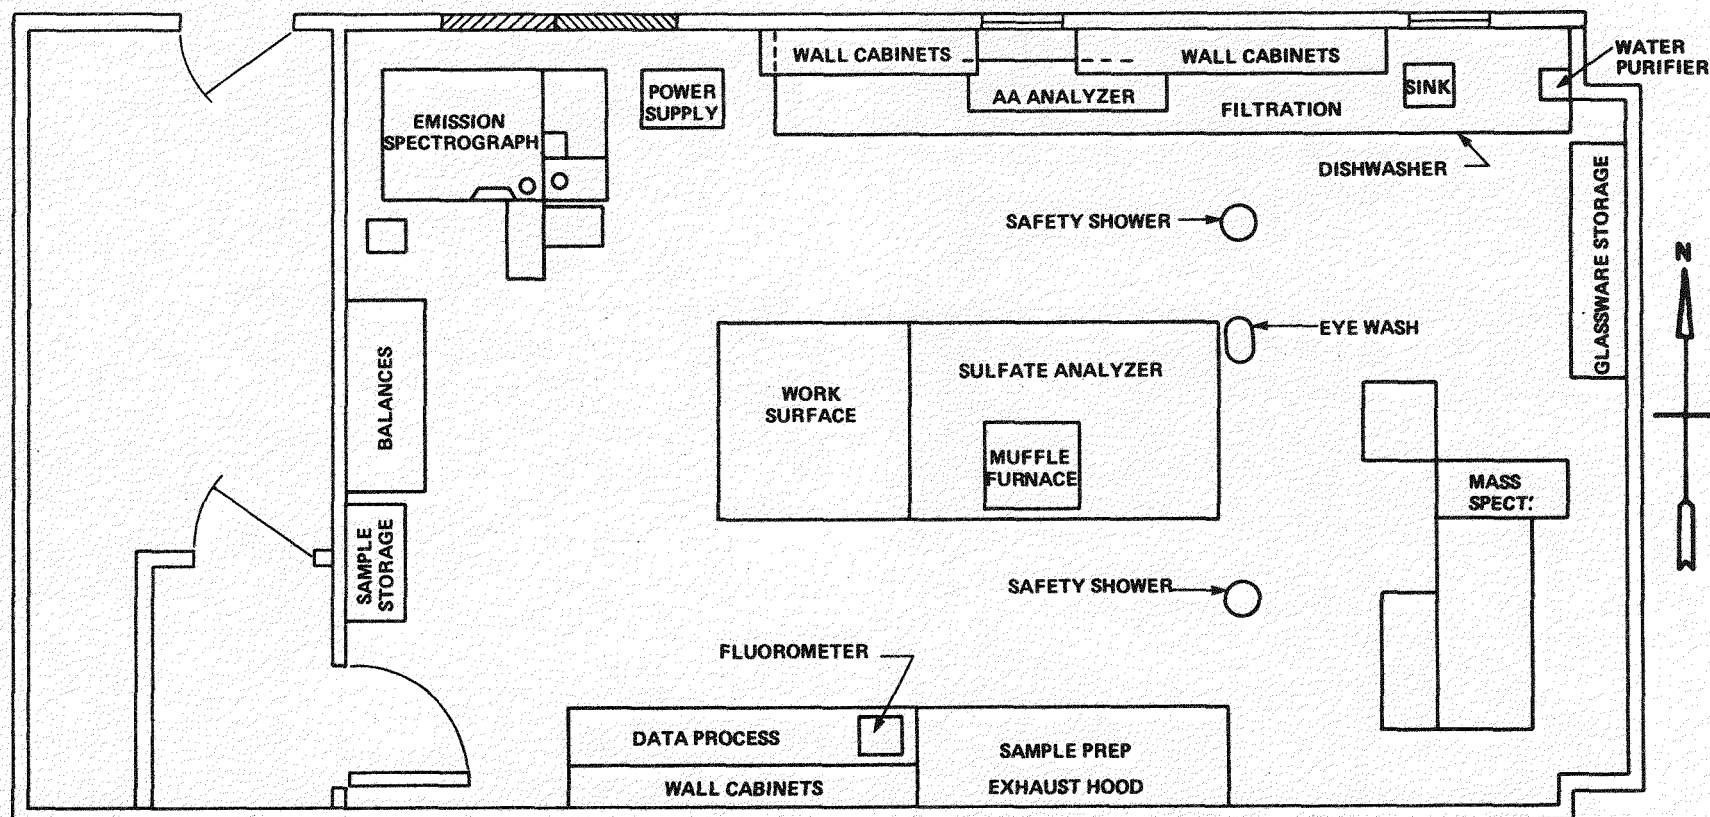 WATER
PURIFIER
WALL CABINETS
WALL CABINETS
POWER
SUPPLY
AA ANALYZER
SINK
FILTRATION
EMISSION
SPECTROGRAPH
DISHWASHER
SAFETY SHOWER
GLASSWARE STORAGE
N
EYE WASH
BALANCES
SULFATE ANALYZER
WORK
SURFACE
MUFFLE
FURNACE
MASS
SPECT.
SAMPLE
STORAGE
SAFETY SHOWER
FLUOROMETER
DATA PROCESS
SAMPLE PREP
WALL CABINETS
EXHAUST HOOD